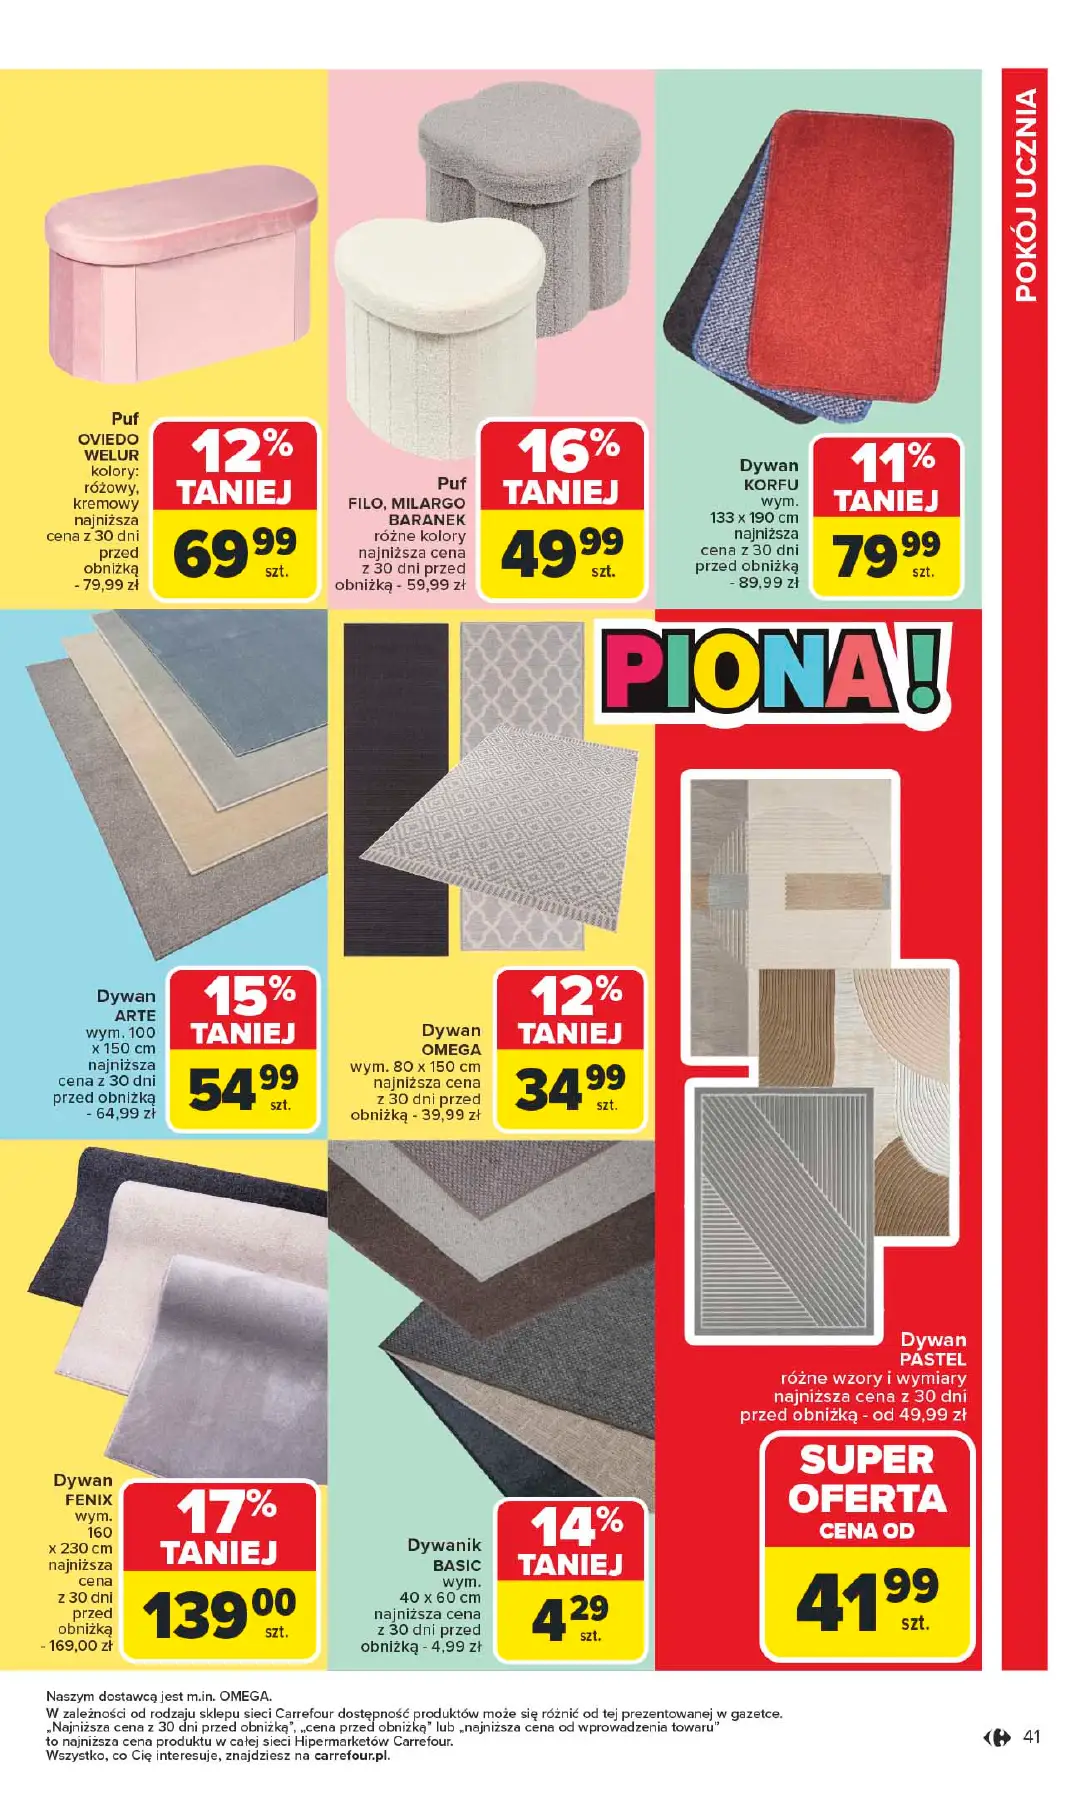 POKÓJ UCZNIA
Puf
OVIEDO
WELUR
kolory:
różowy,
kremowy
najniższa
cena z 30 dni
przed
obniżką
- 79,99 zł
12%
TANIEJ
69 99
szt.
Puf
FILO, MILARGO
BARANEK
różne kolory
najniższa cena
z 30 dni przed
obniżką - 59,99 zł
16%
TANIEJ
49 99
szt.
Dywan
KORFU
wym.
133 x 190 cm
najniższa
cena z 30 dni
przed obniżką
- 89,99 zł
11%
TANIEJ
79 99
szt.
Dywan
ARTE
wym. 100
x 150 cm
najniższa
cena z 30 dni
przed obniżką
- 64,99 zł
15%
TANIEJ
54 99
szt.
Dywan
OMEGA
wym. 80 x 150 cm
najniższa cena
z 30 dni przed
obniżką - 39,99 zł
12%
TANIEJ
34 99
szt.
PIONA!
Dywan
PASTEL
różne wzory i wymiary
najniższa cena z 30 dni
przed obniżką - od 49,99 zł
SUPER
OFERTA
CENA OD
41 99
szt.
Dywan
FENIX
wym.
160
x 230 cm
najniższa
cena
z 30 dni
przed
obniżką
- 169,00 zł
17%
TANIEJ
139 00
szt.
Dywanik
BASIC
wym.
40 x 60 cm
najniższa cena
z 30 dni przed
obniżką - 4,99 zł
14%
TANIEJ
4 29
szt.
Naszym dostawcą jest m.in. OMEGA.
W zależności od rodzaju sklepu sieci Carrefour dostępność produktów może się różnić od tej prezentowanej w gazetce.
„Najniższa cena z 30 dni przed obniżką”, „cena przed obniżką” lub „najniższa cena od wprowadzenia towaru”
to najniższa cena produktu w całej sieci Hipermarketów Carrefour.
Wszystko, co Cię interesuje, znajdziesz na carrefour.pl.
41